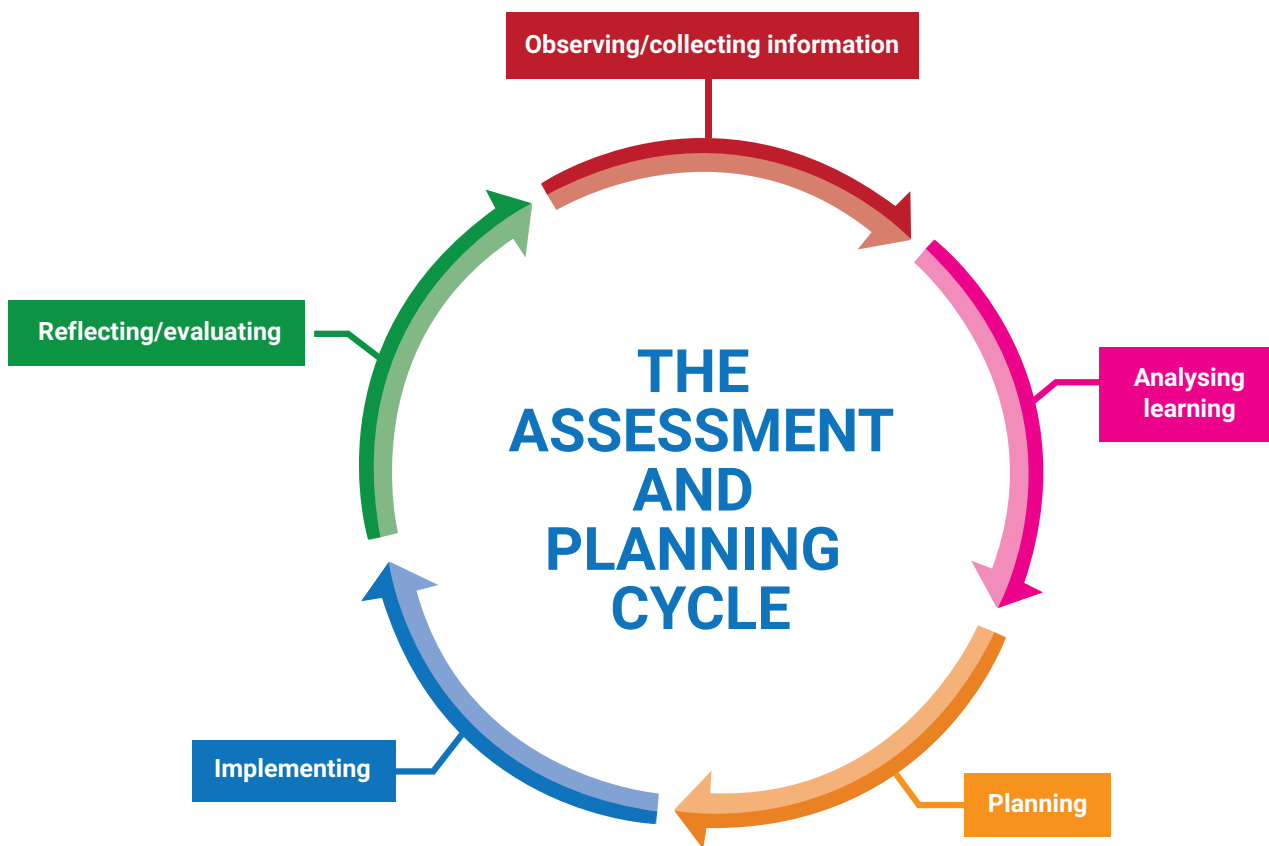 Observing/collecting information
Reflecting/evaluating
THE
ASSESSMENT
AND
PLANNING
CYCLE
Analysing
learning
Implementing
Planning